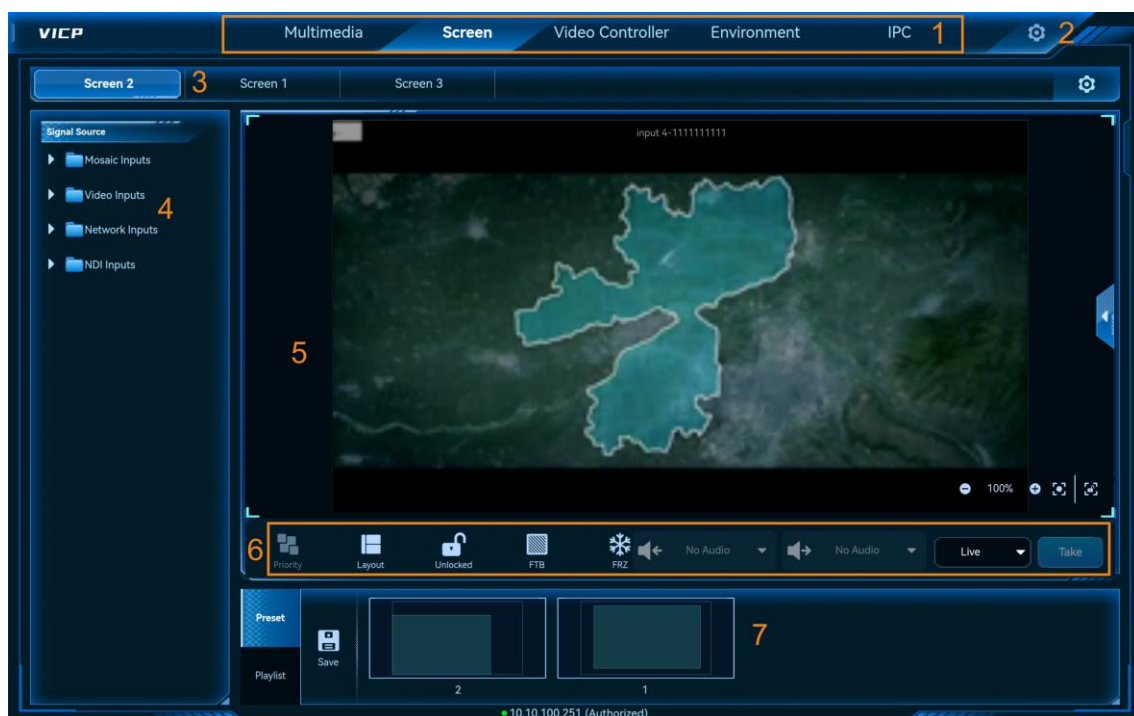 VICP
Multimedia Screen Video Controller Environment IPC 1 2
Screen 2 3 Screen 1 Screen 3
Signal Source
Mosaic Inputs
Video Inputs
4
Network Inputs
NDI Inputs
input 4-1111111111
5
100%
6
Priority Layout Unlocked FTB FRZ No Audio No Audio Live Take
Preset
Playlist
Save
2
1
7
10.10.100.251 (Authorized)